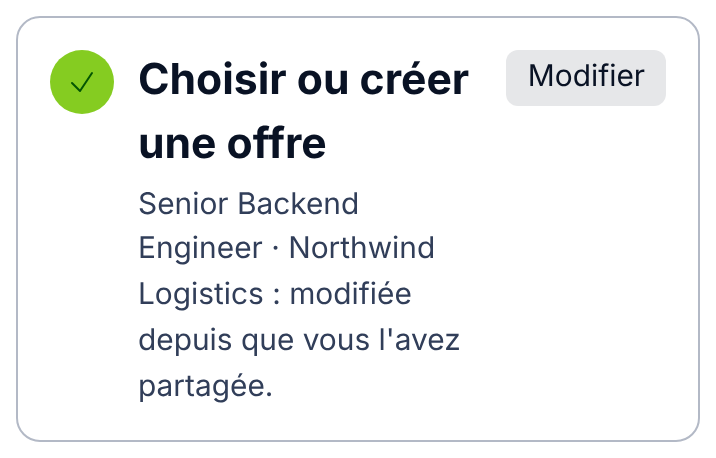 Choisir ou créer
une offre
Modifier
Senior Backend
Engineer · Northwind
Logistics : modifiée
depuis que vous l'avez
partagée.